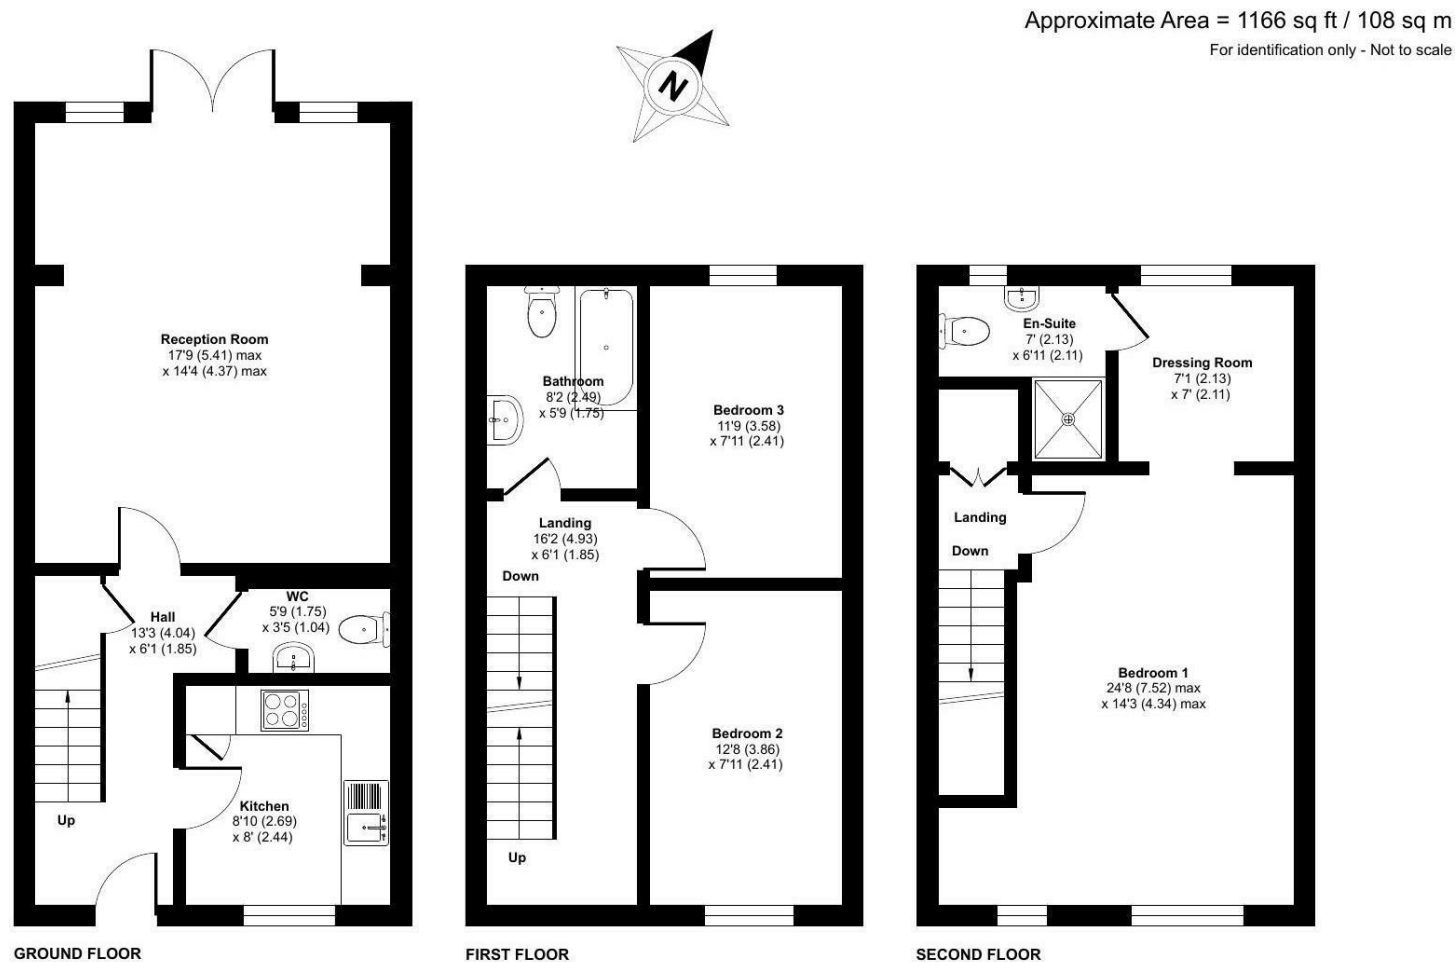 Approximate Area = 1166 sq ft / 108 sq m
For identification only - Not to scale
N
Reception Room
17'9 (5.41) max
x 14'4 (4.37) max
Hall
13'3 (4.04)
x 6'1 (1.85)
WC
5'9 (1.75)
x 3'5 (1.04)
Kitchen
8'10 (2.69)
x 8' (2.44)
Up
GROUND FLOOR
Bathroom
8'2 (2.49)
x 5'9 (1.75)
Bedroom 3
11'9 (3.58)
x 7'11 (2.41)
Landing
16'2 (4.93)
x 6'1 (1.85)
Down
Bedroom 2
12'8 (3.86)
x 7'11 (2.41)
Up
FIRST FLOOR
En-Suite
7' (2.13)
x 6'11 (2.11)
Dressing Room
7'1 (2.13)
x 7' (2.11)
Landing
Down
Bedroom 1
24'8 (7.52) max
x 14'3 (4.34) max
SECOND FLOOR